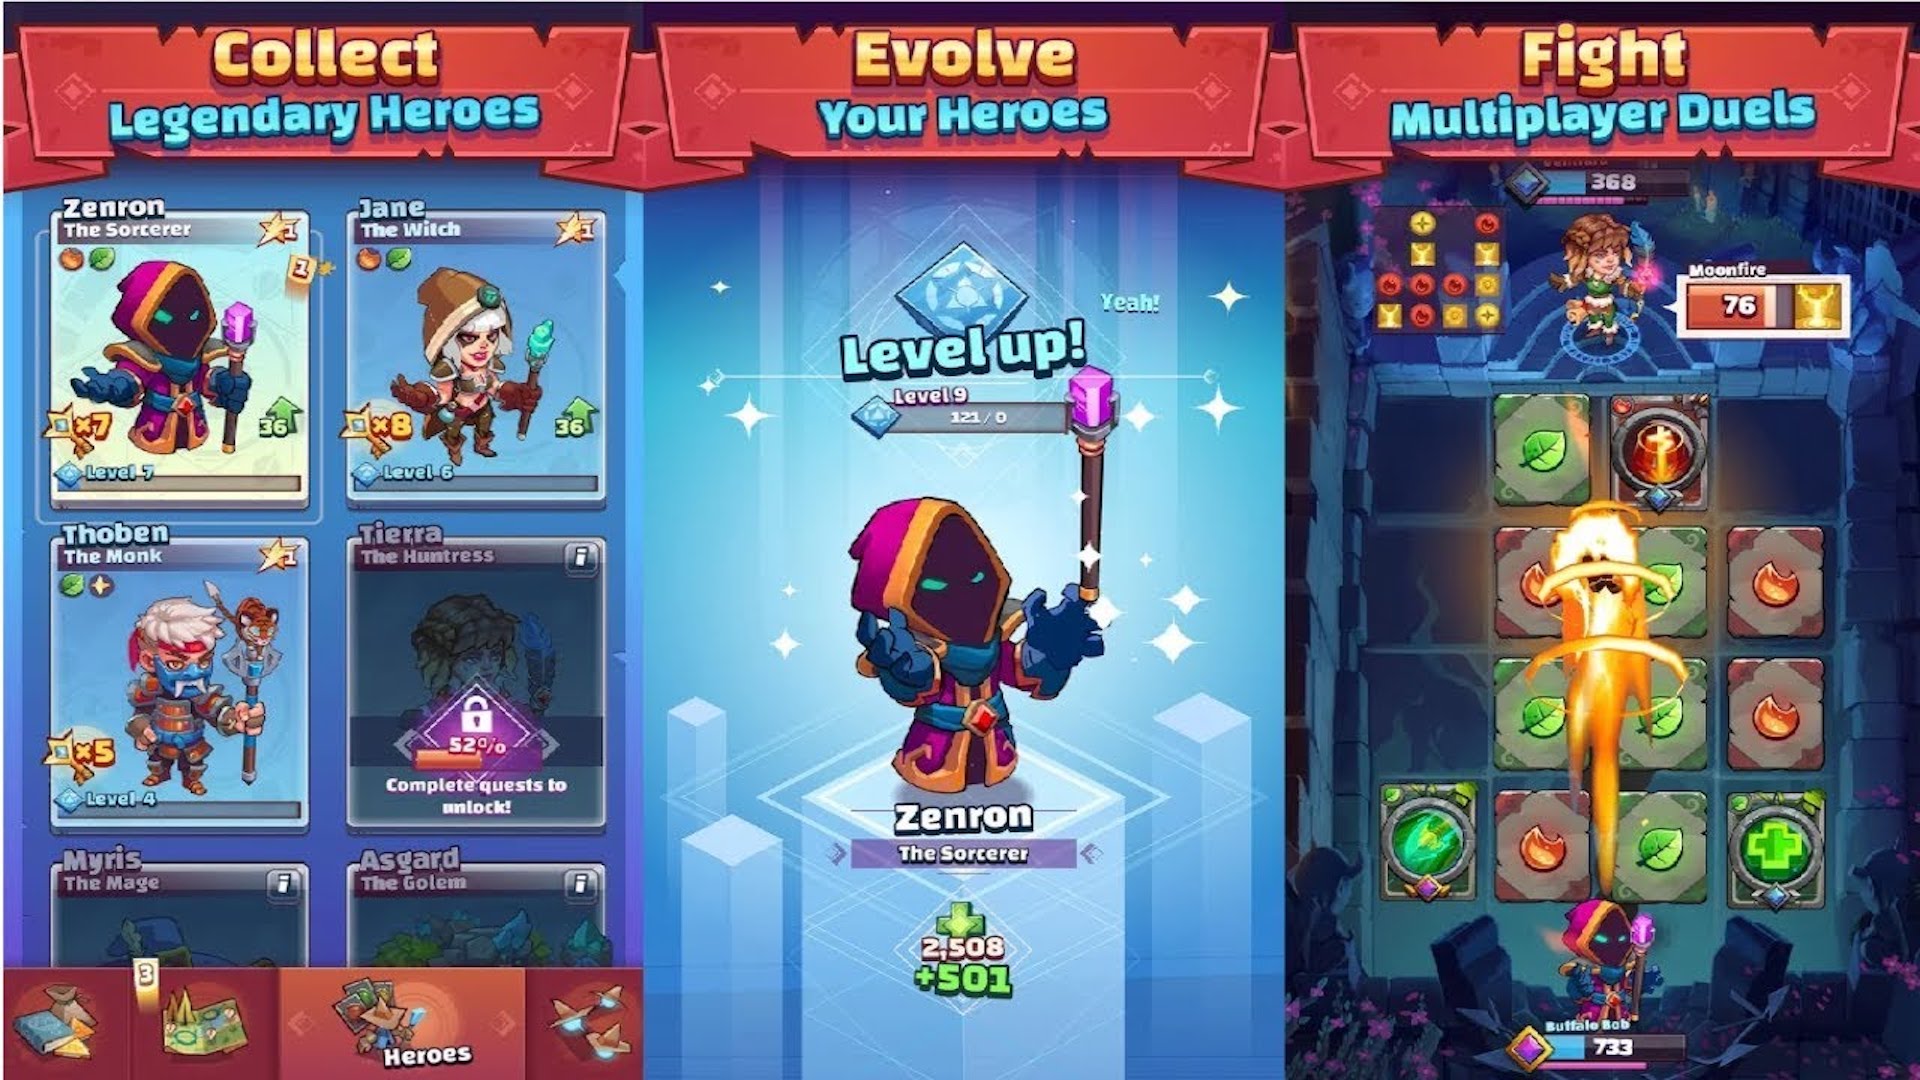 Collect
Legendary Heroes
Zenron
The Sorcerer
1
1
x7
36
Level 7
Jane
The Witch
1
x8
36
Level 6
Thoben
The Monk
1
x5
Level 4
Tierra
The Huntress
i
52%
Complete quests to
unlock!
Myris
The Mage
i
Asgard
The Golem
i
3
Heroes
Evolve
Your Heroes
Yeah!
Level up!
Level 9
121 / 0
Zenron
The Sorcerer
2,508
+501
Fight
Multiplayer Duels
368
Moonfire
76
Buffalo Bob
733